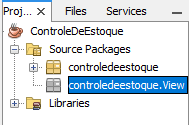 Proj... Files Services
ControleDeEstoque
Source Packages
controledeestoque
controledeestoque.View
Libraries